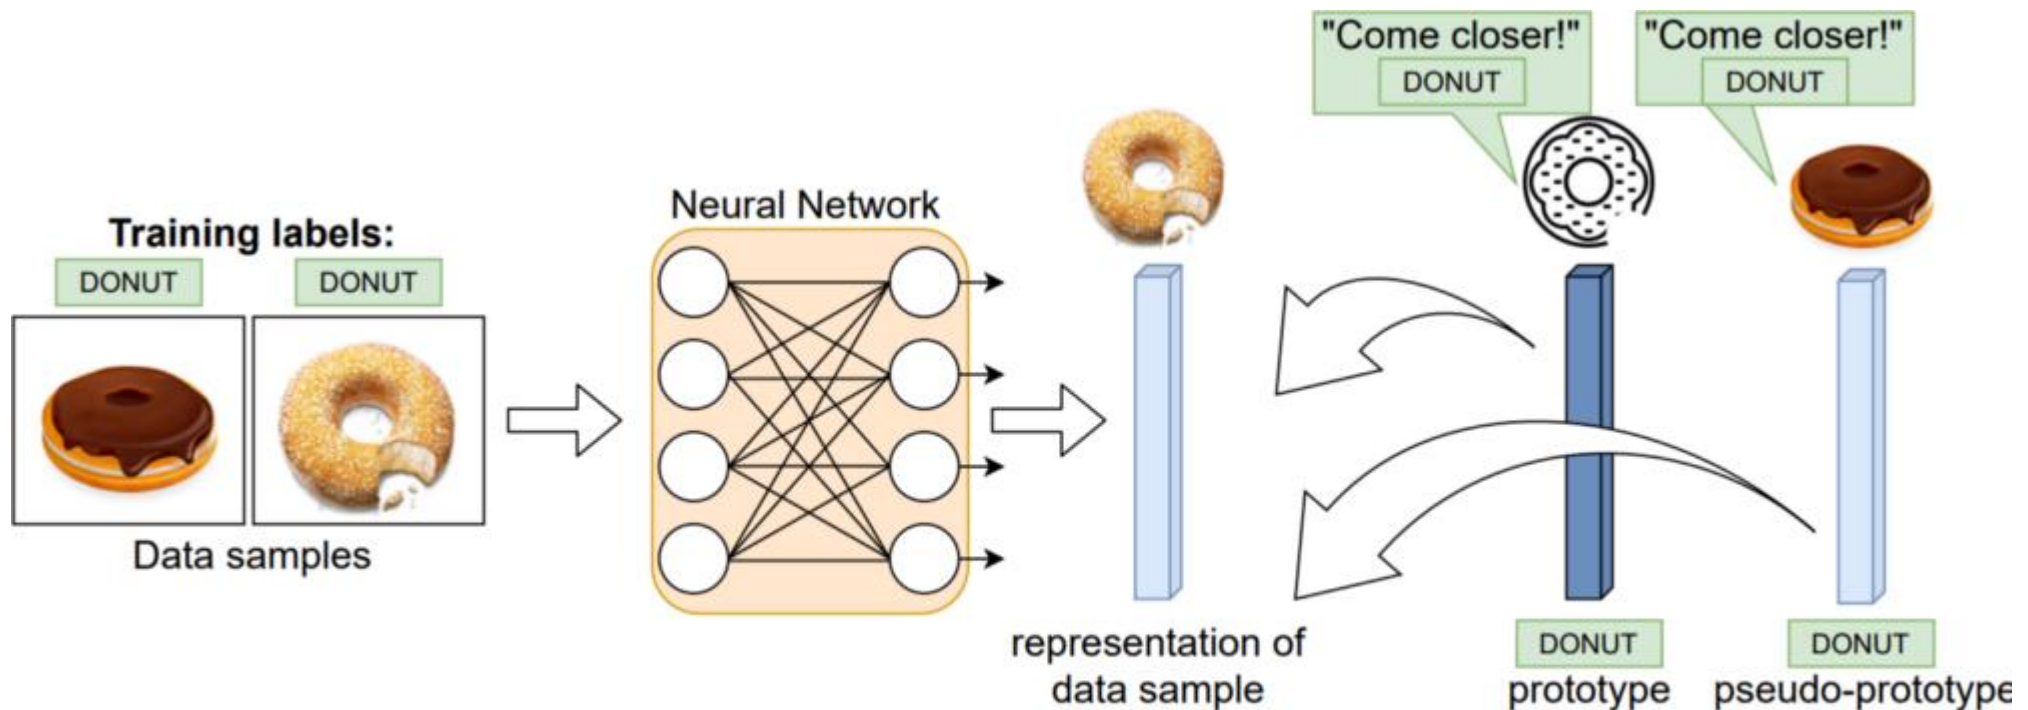 "Come closer!"
DONUT
"Come closer!"
DONUT
Training labels:
DONUT
DONUT
Data samples
Neural Network
representation of
data sample
DONUT
prototype
DONUT
pseudo-prototype